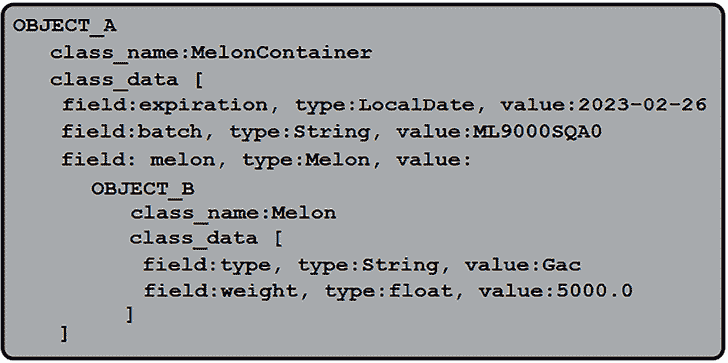 OBJECT_A
class_name:MelonContainer
class_data [
field:expiration, type:LocalDate, value:2023-02-26
field:batch, type:String, value:ML9000SQA0
field: melon, type:Melon, value:
OBJECT_B
class_name:Melon
class_data [
field:type, type:String, value:Gac
field:weight, type:float, value:5000.0
]
]